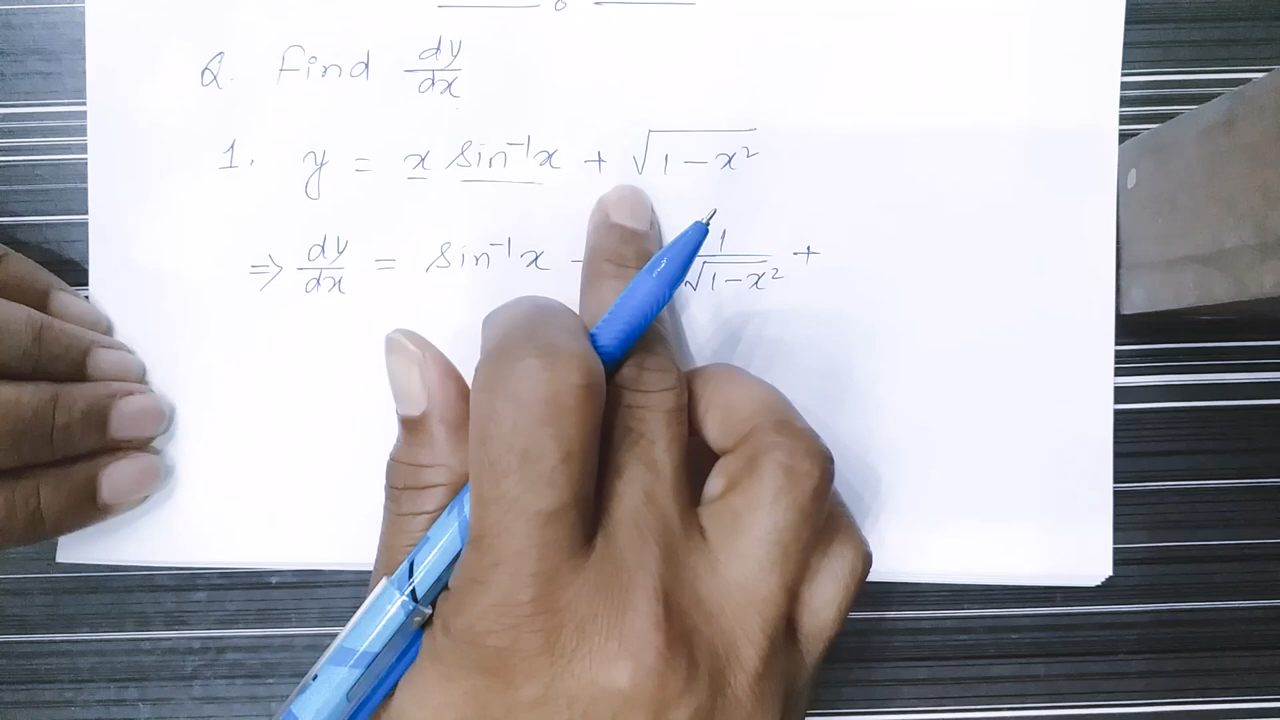 Q. Find dy/dx
1. y = x sin⁻¹x + √(1-x²)
⇒ dy/dx = sin⁻¹x 1/√(1-x²) +